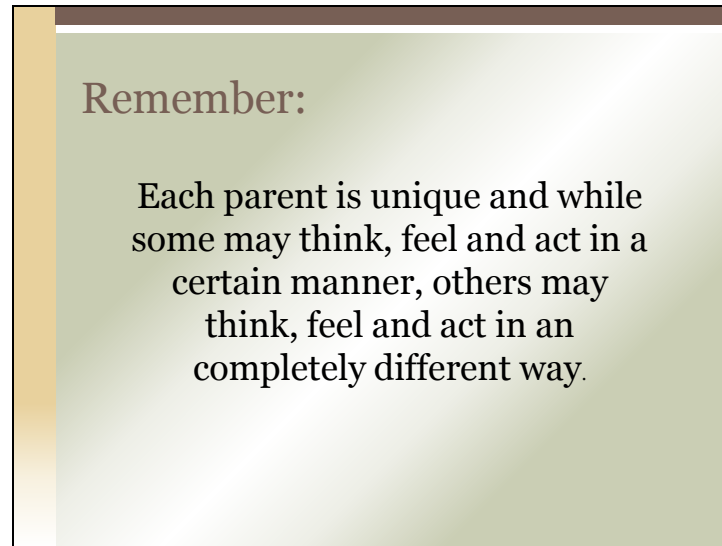 Remember:
Each parent is unique and while
some may think, feel and act in a
certain manner, others may
think, feel and act in an
completely different way.